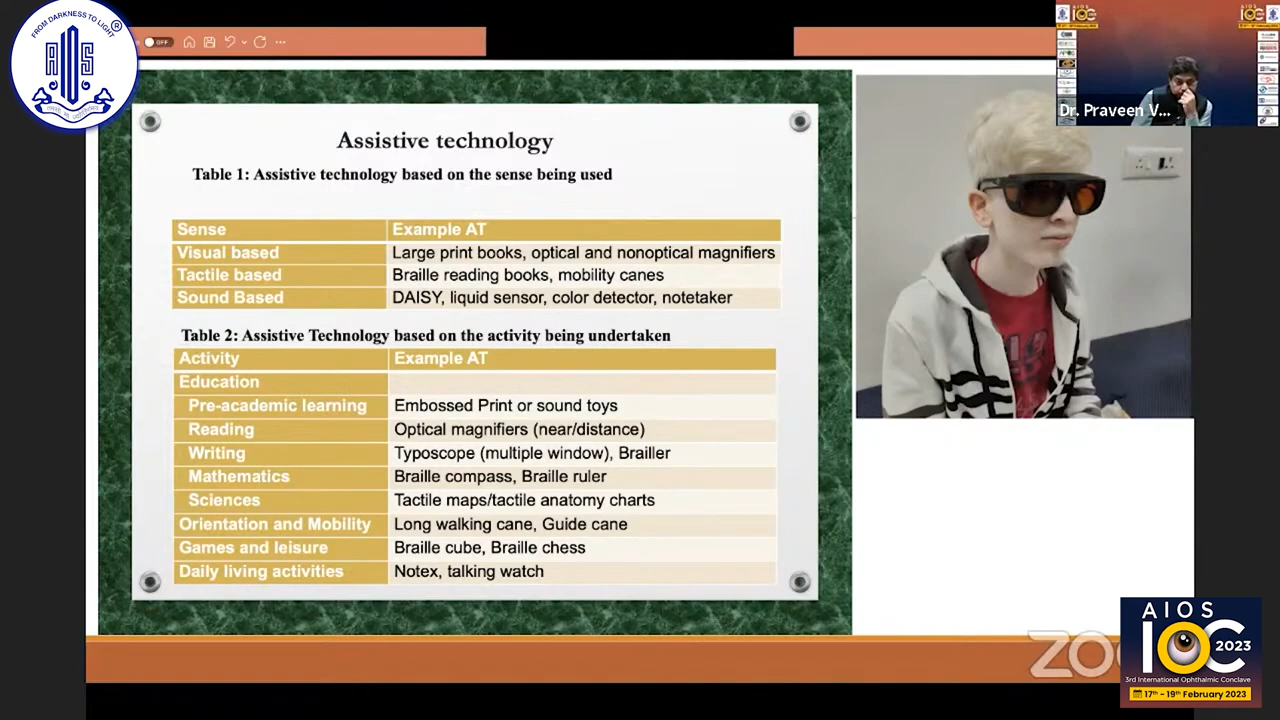 FROM DARKNESS TO LIGHT
®
AIOS
OFF
AIOS
IOC
Dr. Praveen V...
Assistive technology
Table 1: Assistive technology based on the sense being used
Sense Example AT
Visual based Large print books, optical and nonoptical magnifiers
Tactile based Braille reading books, mobility canes
Sound Based DAISY, liquid sensor, color detector, notetaker
Table 2: Assistive Technology based on the activity being undertaken
Activity Example AT
Education
Pre-academic learning Embossed Print or sound toys
Reading Optical magnifiers (near/distance)
Writing Typoscope (multiple window), Brailler
Mathematics Braille compass, Braille ruler
Sciences Tactile maps/tactile anatomy charts
Orientation and Mobility Long walking cane, Guide cane
Games and leisure Braille cube, Braille chess
Daily living activities Notex, talking watch
AIOS
IOC 2023
3rd International Ophthalmic Conclave
17th - 19th February 2023